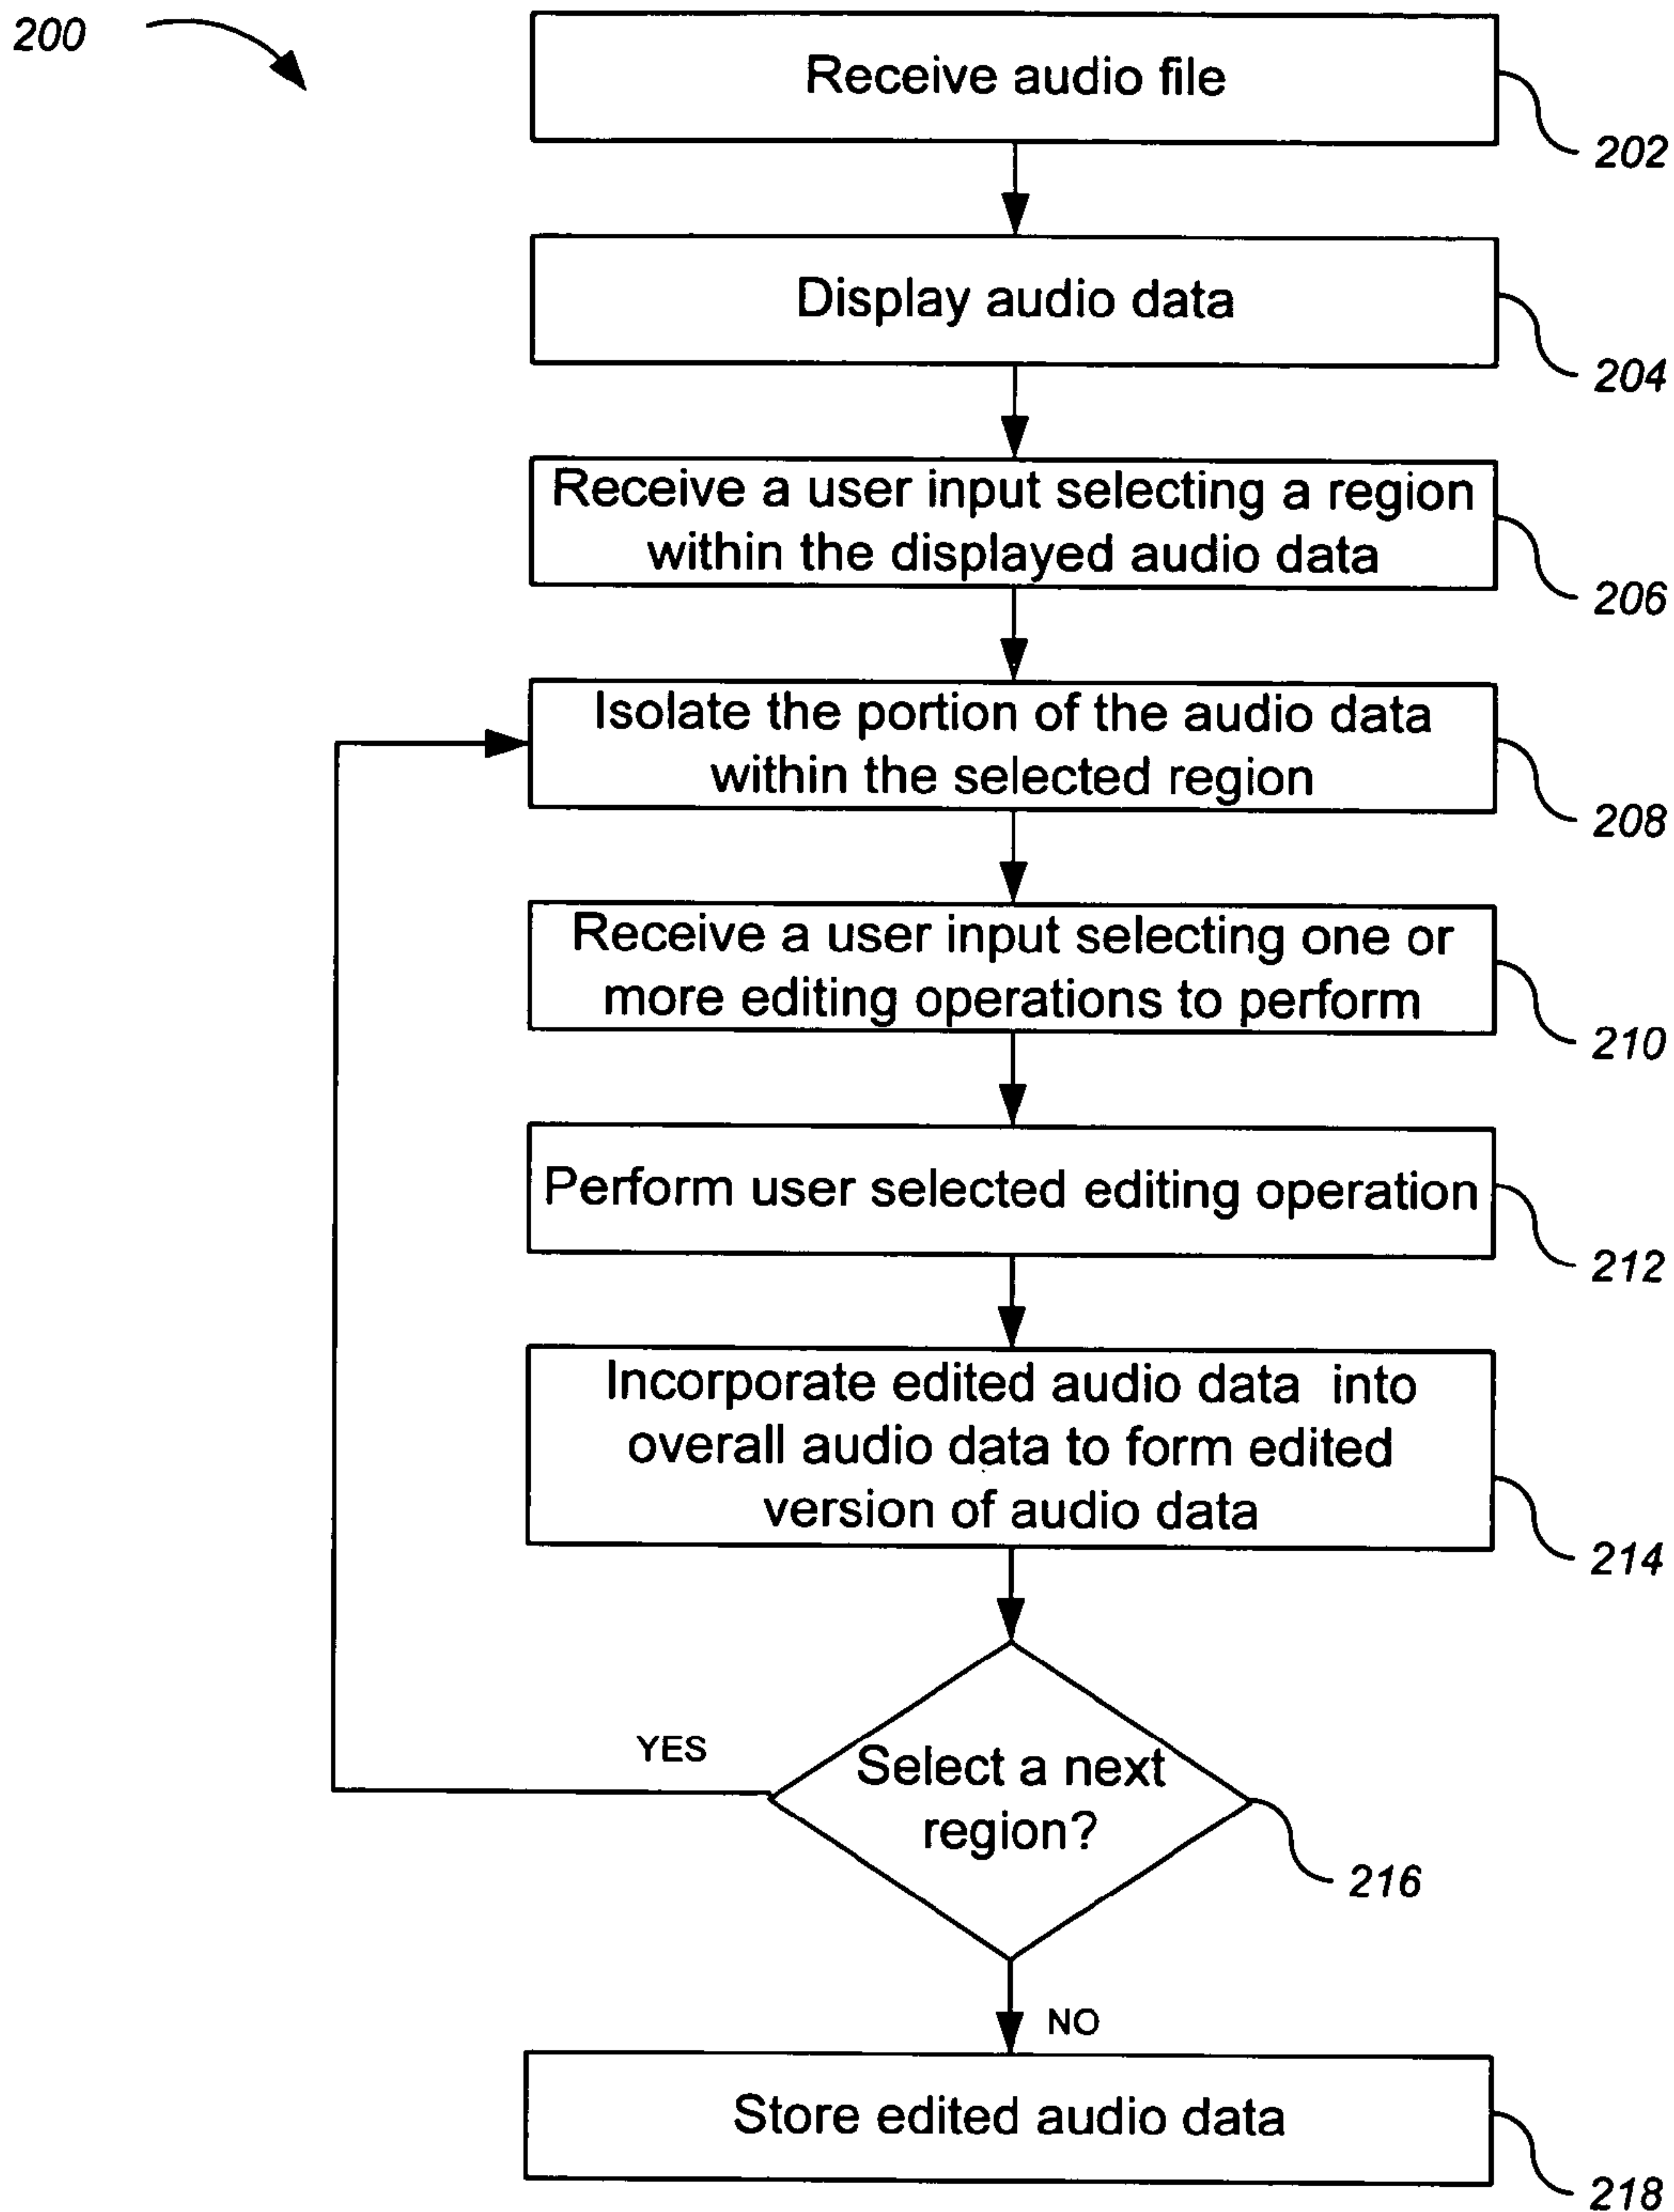 200
Receive audio file
202
Display audio data
204
Receive a user input selecting a region
within the displayed audio data
206
Isolate the portion of the audio data
within the selected region
208
Receive a user input selecting one or
more editing operations to perform
210
Perform user selected editing operation
212
Incorporate edited audio data into
overall audio data to form edited
version of audio data
214
YES
Select a next
region?
216
NO
Store edited audio data
218